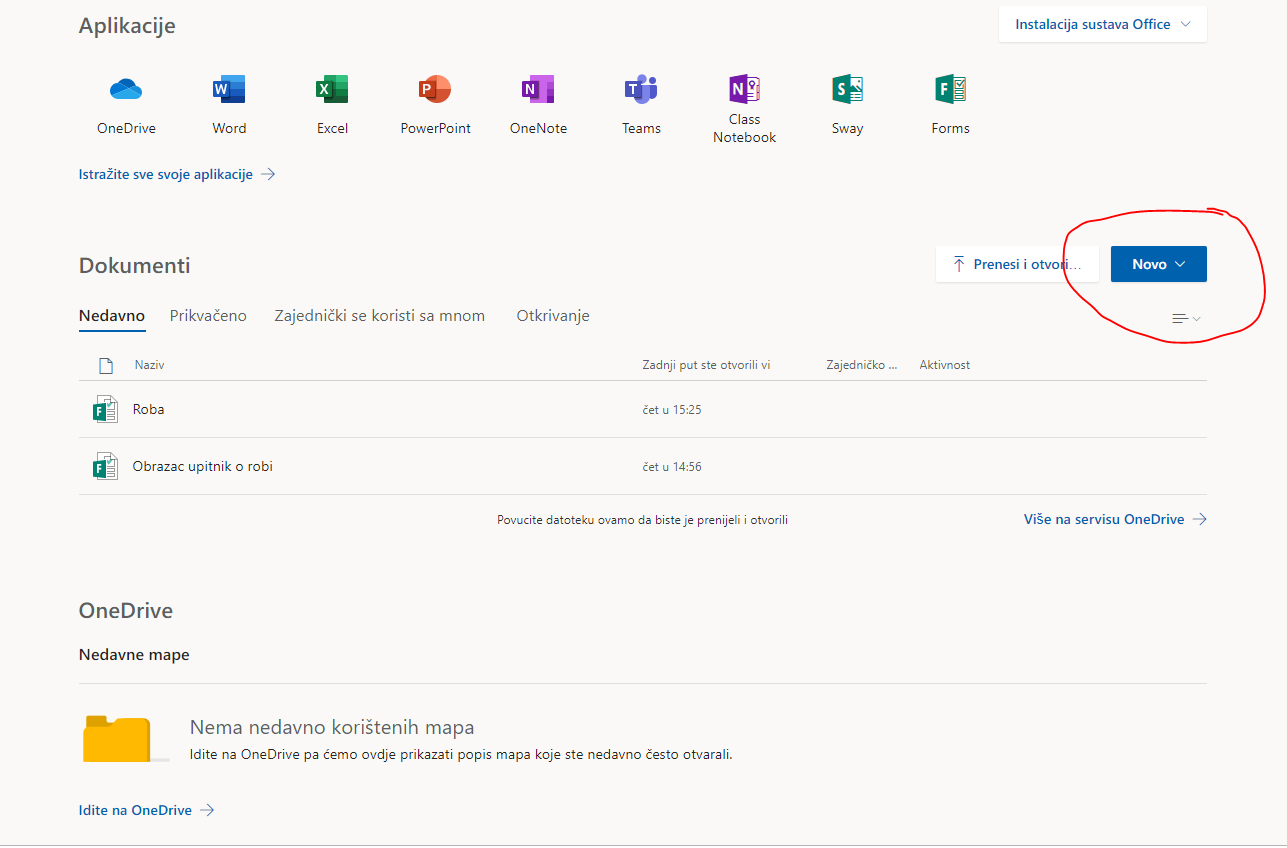 Aplikacije
Instalacija sustava Office
OneDrive
Word
Excel
PowerPoint
OneNote
Teams
Class
Notebook
Sway
Forms
Istražite sve svoje aplikacije
Dokumenti
Prenesi i otvori...
Novo
Nedavno
Prikvačeno
Zajednički se koristi sa mnom
Otkrivanje
Naziv
Zadnji put ste otvorili vi
Zajedničko ...
Aktivnost
Roba
čet u 15:25
Obrazac upitnik o robi
čet u 14:56
Povucite datoteku ovamo da biste je prenijeli i otvorili
Više na servisu OneDrive
OneDrive
Nedavne mape
Nema nedavno korištenih mapa
Idite na OneDrive pa ćemo ovdje prikazati popis mapa koje ste nedavno često otvarali.
Idite na OneDrive